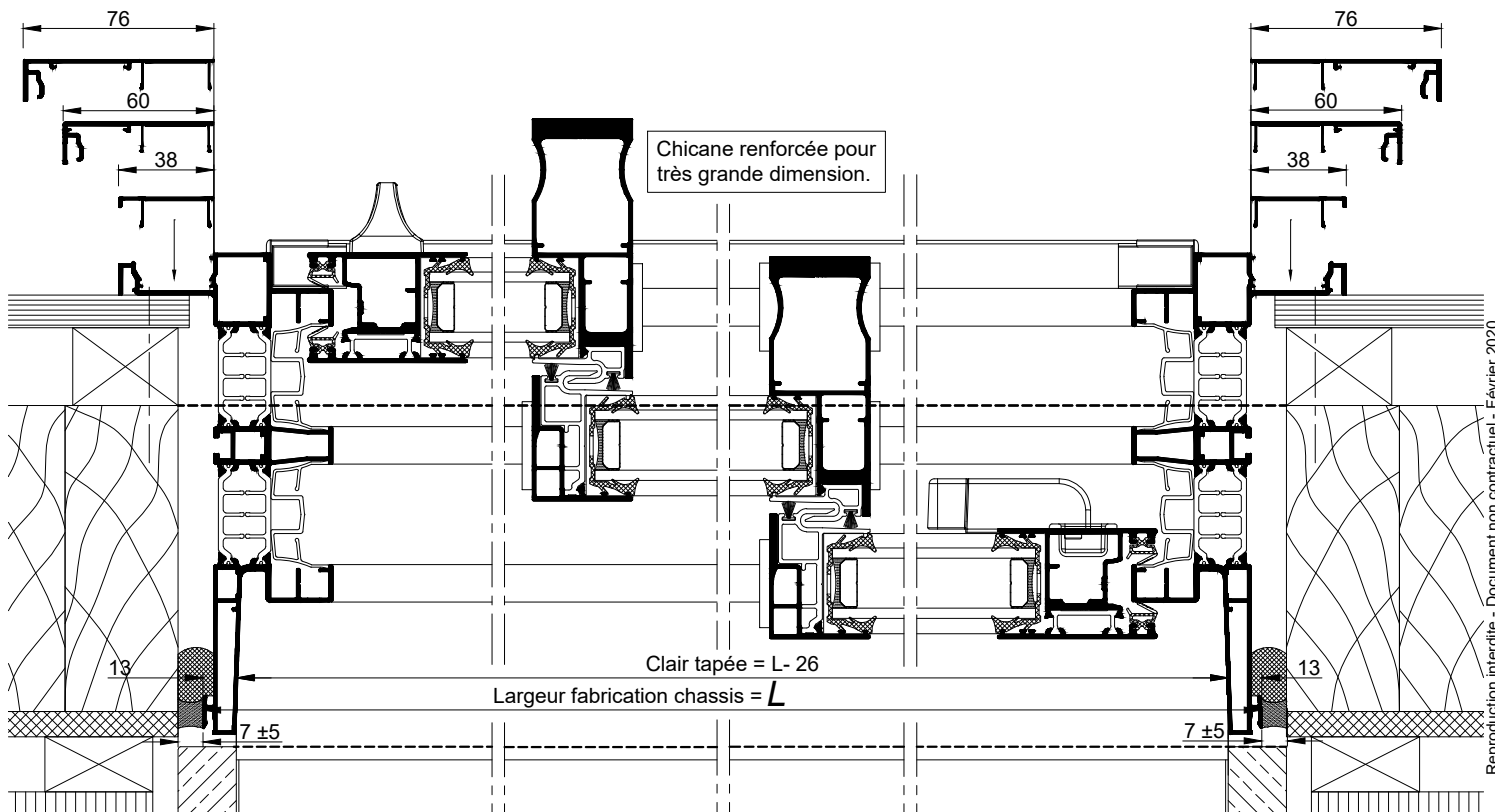 76
76
60
60
38
38
Chicane renforcée pour
très grande dimension.
13
Clair tapée = L- 26
13
Largeur fabrication chassis = L
7 ±5
7 ±5
Reproduction interdite - Document non contractuel - Février 2020